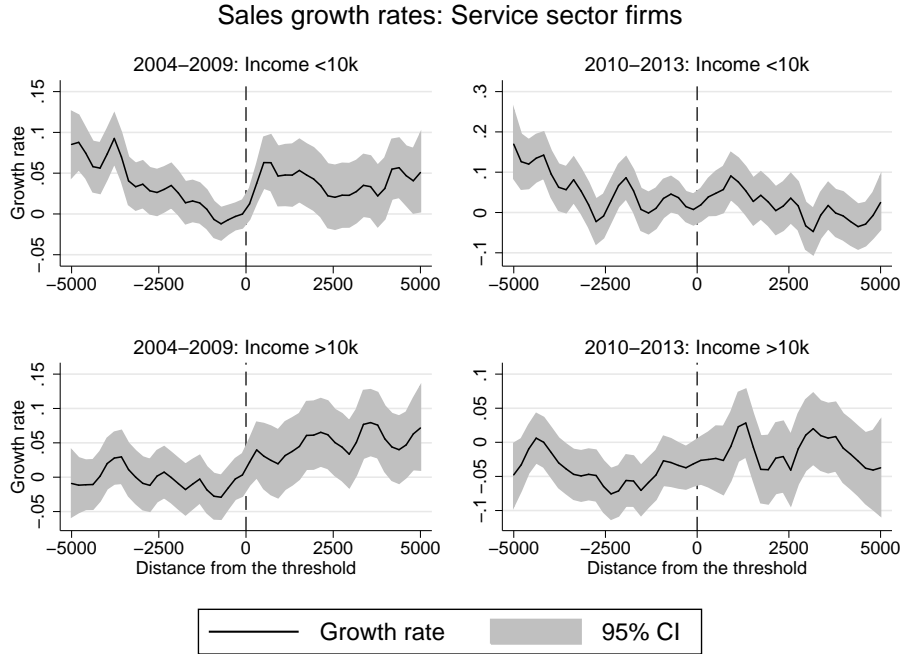 Sales growth rates: Service sector firms
2004−2009: Income <10k
Growth rate
.15
.1
.05
0
−.05
−5000 −2500 0 2500 5000
2010−2013: Income <10k
.3
.2
.1
0
−.1
−5000 −2500 0 2500 5000
2004−2009: Income >10k
Growth rate
.15
.1
.05
0
−.05
−5000 −2500 0 2500 5000
Distance from the threshold
2010−2013: Income >10k
.1
.05
0
−.05
−.1
−5000 −2500 0 2500 5000
Distance from the threshold
Growth rate 95% CI